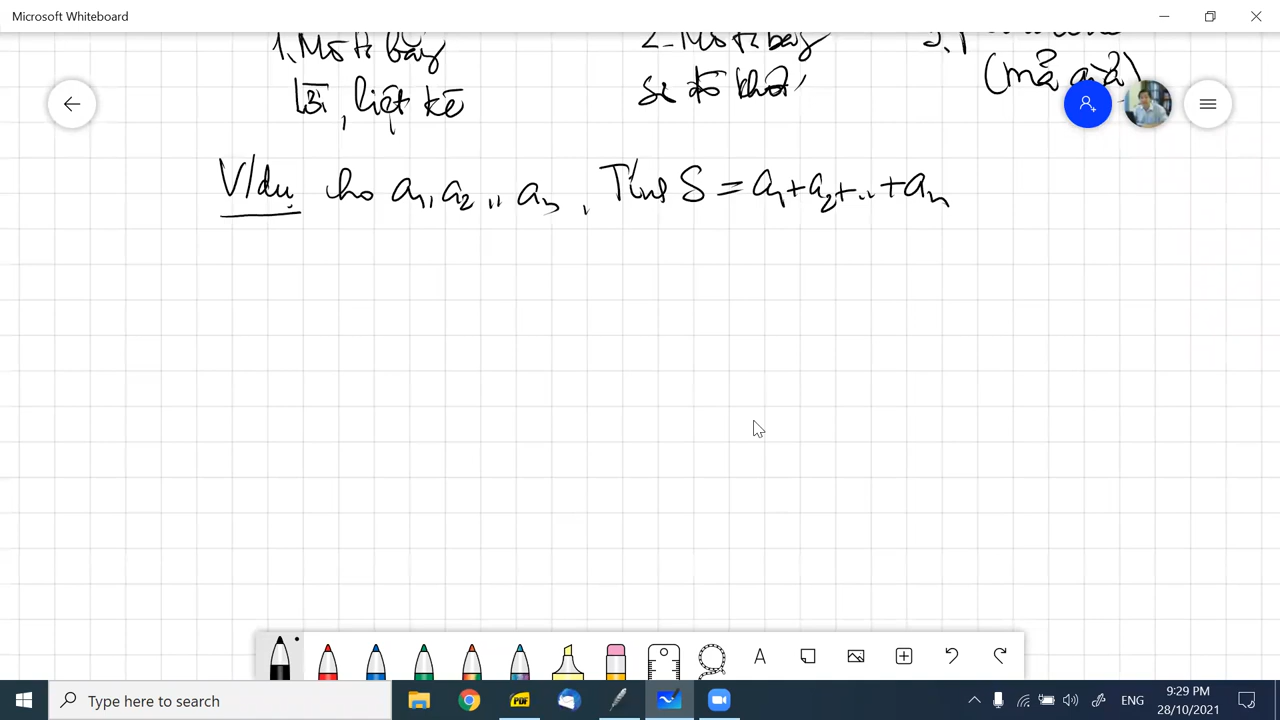 Microsoft Whiteboard
1. Mô tả bằng
lời, liệt kê
2. Mô tả bằng
sơ đồ khối
3.
(mã giả)
V/dụ cho a1, a2, .., an, Tính S = a1+a2+..+an
Type here to search
ENG
9:29 PM
28/10/2021